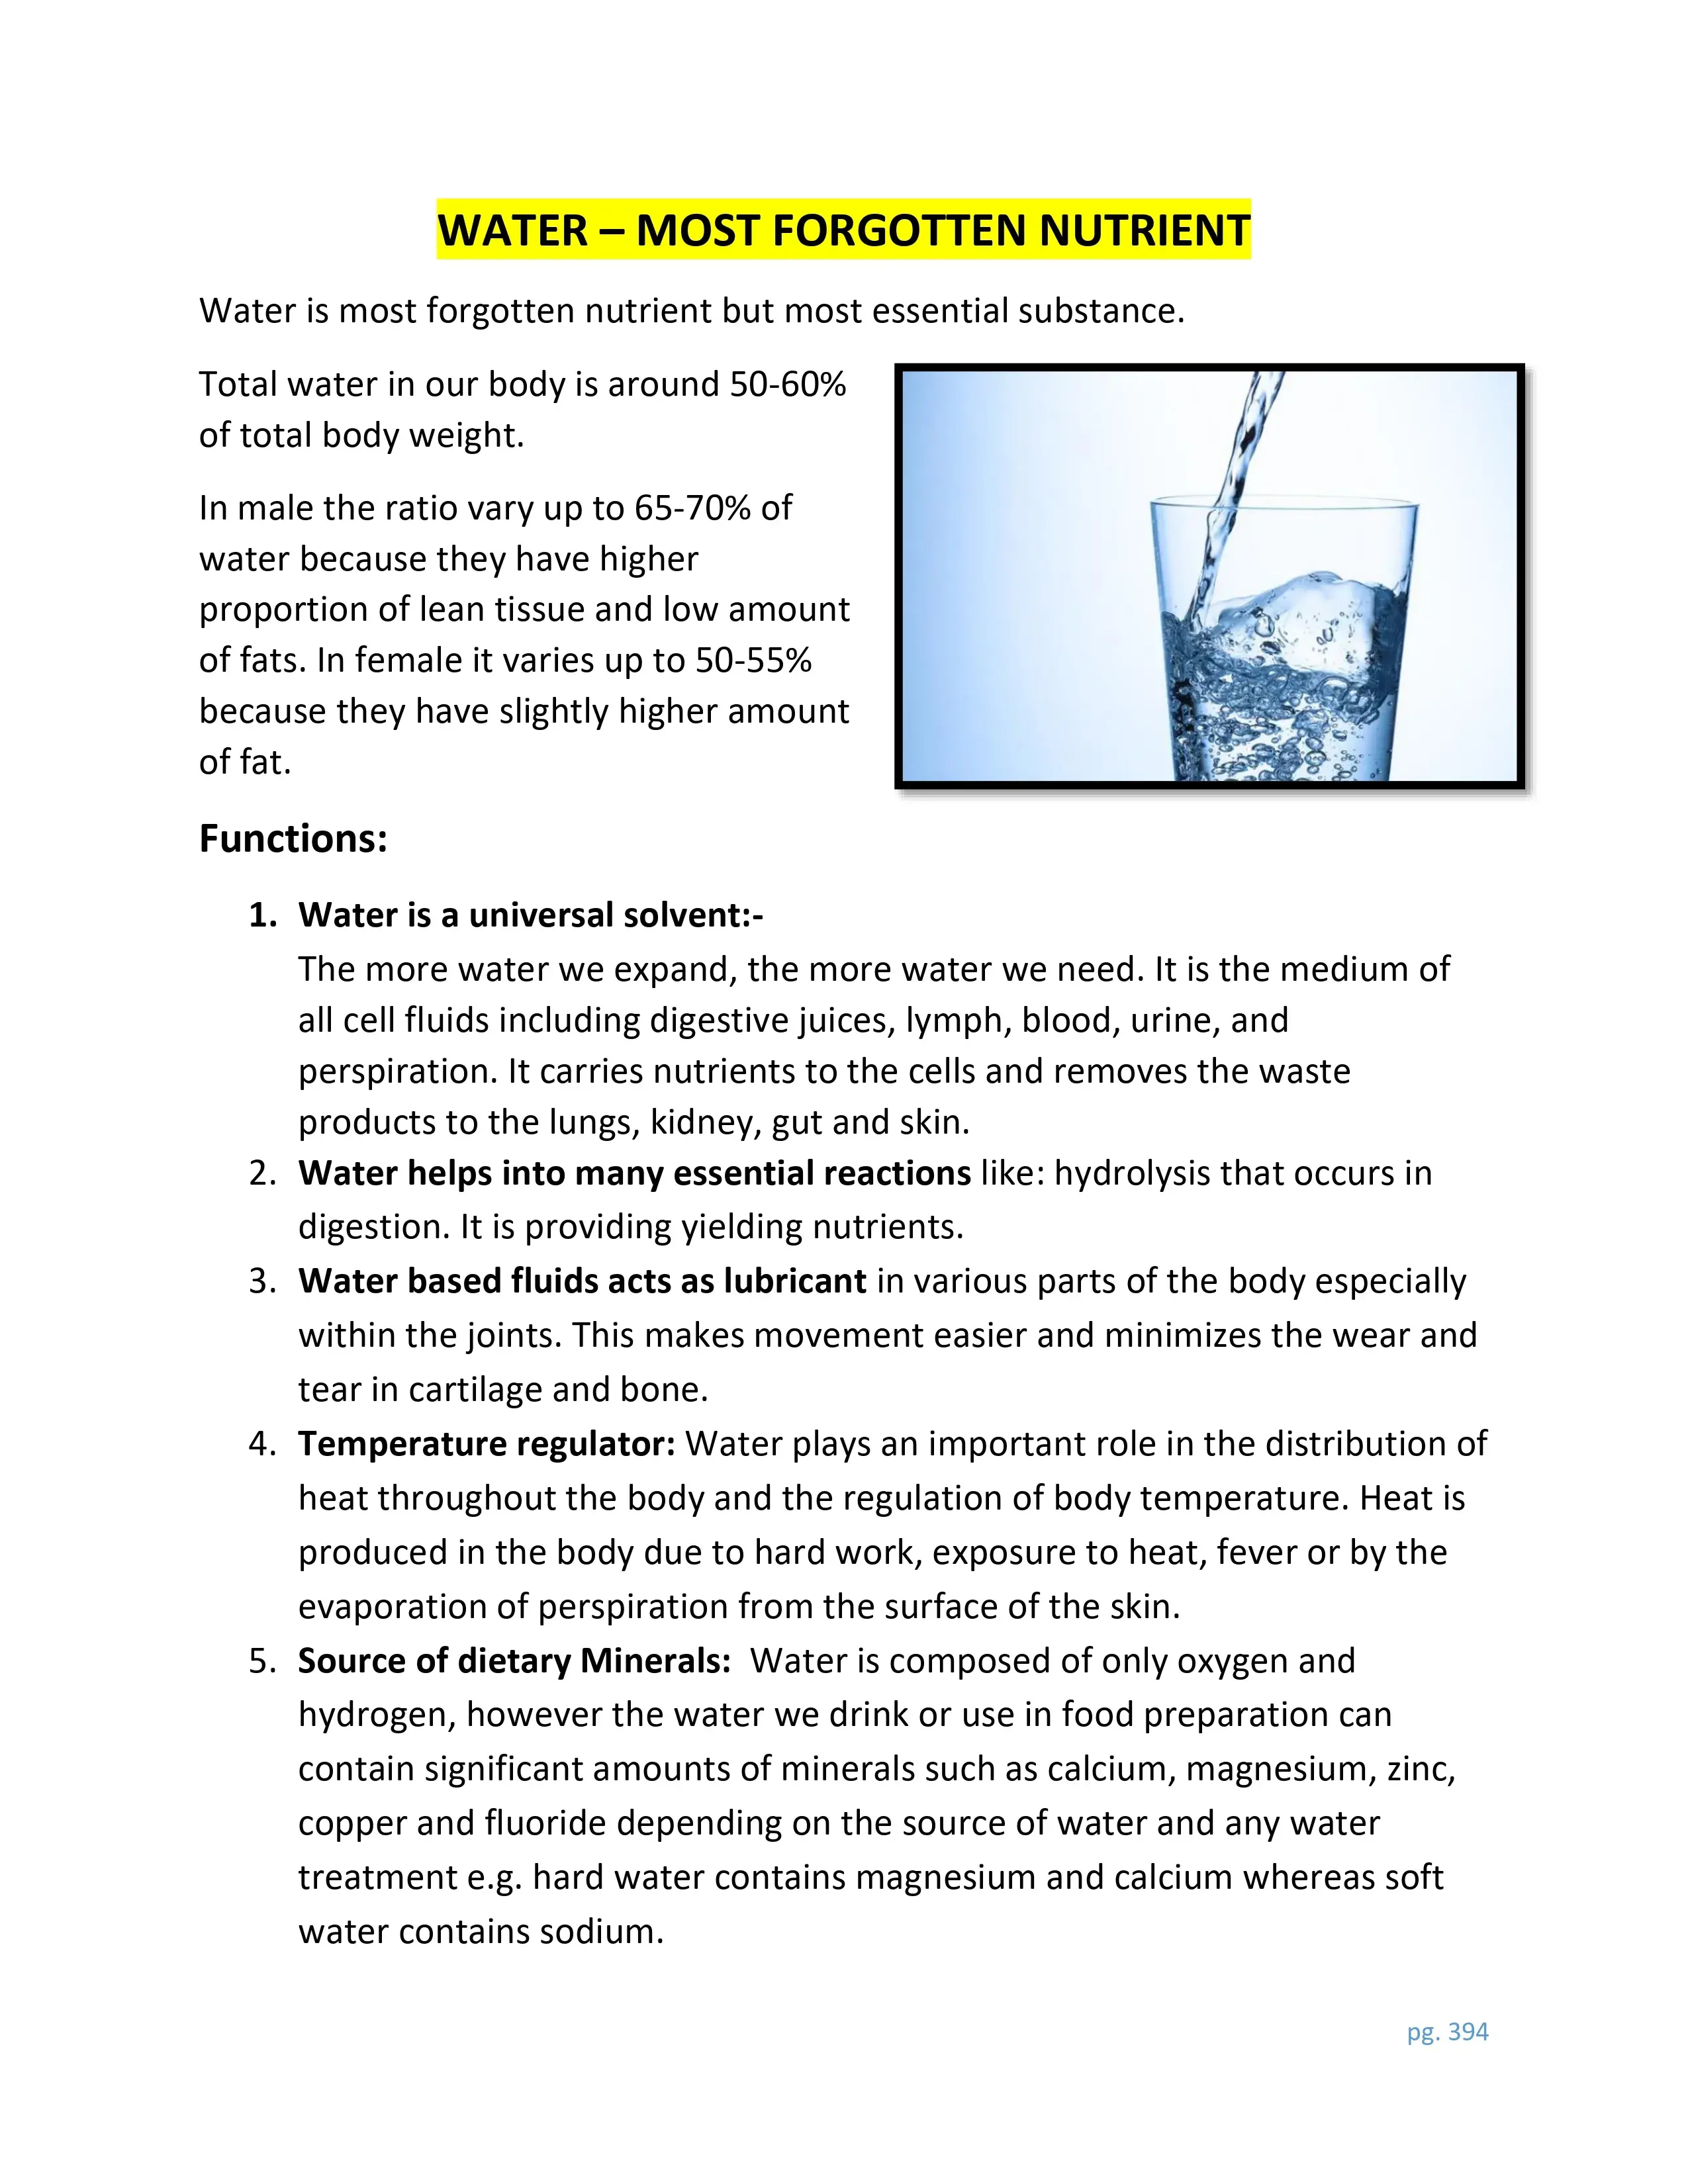 WATER – MOST FORGOTTEN NUTRIENT
Water is most forgotten nutrient but most essential substance.
Total water in our body is around 50-60%
of total body weight.
In male the ratio vary up to 65-70% of
water because they have higher
proportion of lean tissue and low amount
of fats. In female it varies up to 50-55%
because they have slightly higher amount
of fat.
Functions:
1. Water is a universal solvent:-
The more water we expand, the more water we need. It is the medium of
all cell fluids including digestive juices, lymph, blood, urine, and
perspiration. It carries nutrients to the cells and removes the waste
products to the lungs, kidney, gut and skin.
2. Water helps into many essential reactions like: hydrolysis that occurs in
digestion. It is providing yielding nutrients.
3. Water based fluids acts as lubricant in various parts of the body especially
within the joints. This makes movement easier and minimizes the wear and
tear in cartilage and bone.
4. Temperature regulator: Water plays an important role in the distribution of
heat throughout the body and the regulation of body temperature. Heat is
produced in the body due to hard work, exposure to heat, fever or by the
evaporation of perspiration from the surface of the skin.
5. Source of dietary Minerals:  Water is composed of only oxygen and
hydrogen, however the water we drink or use in food preparation can
contain significant amounts of minerals such as calcium, magnesium, zinc,
copper and fluoride depending on the source of water and any water
treatment e.g. hard water contains magnesium and calcium whereas soft
water contains sodium.
pg. 394